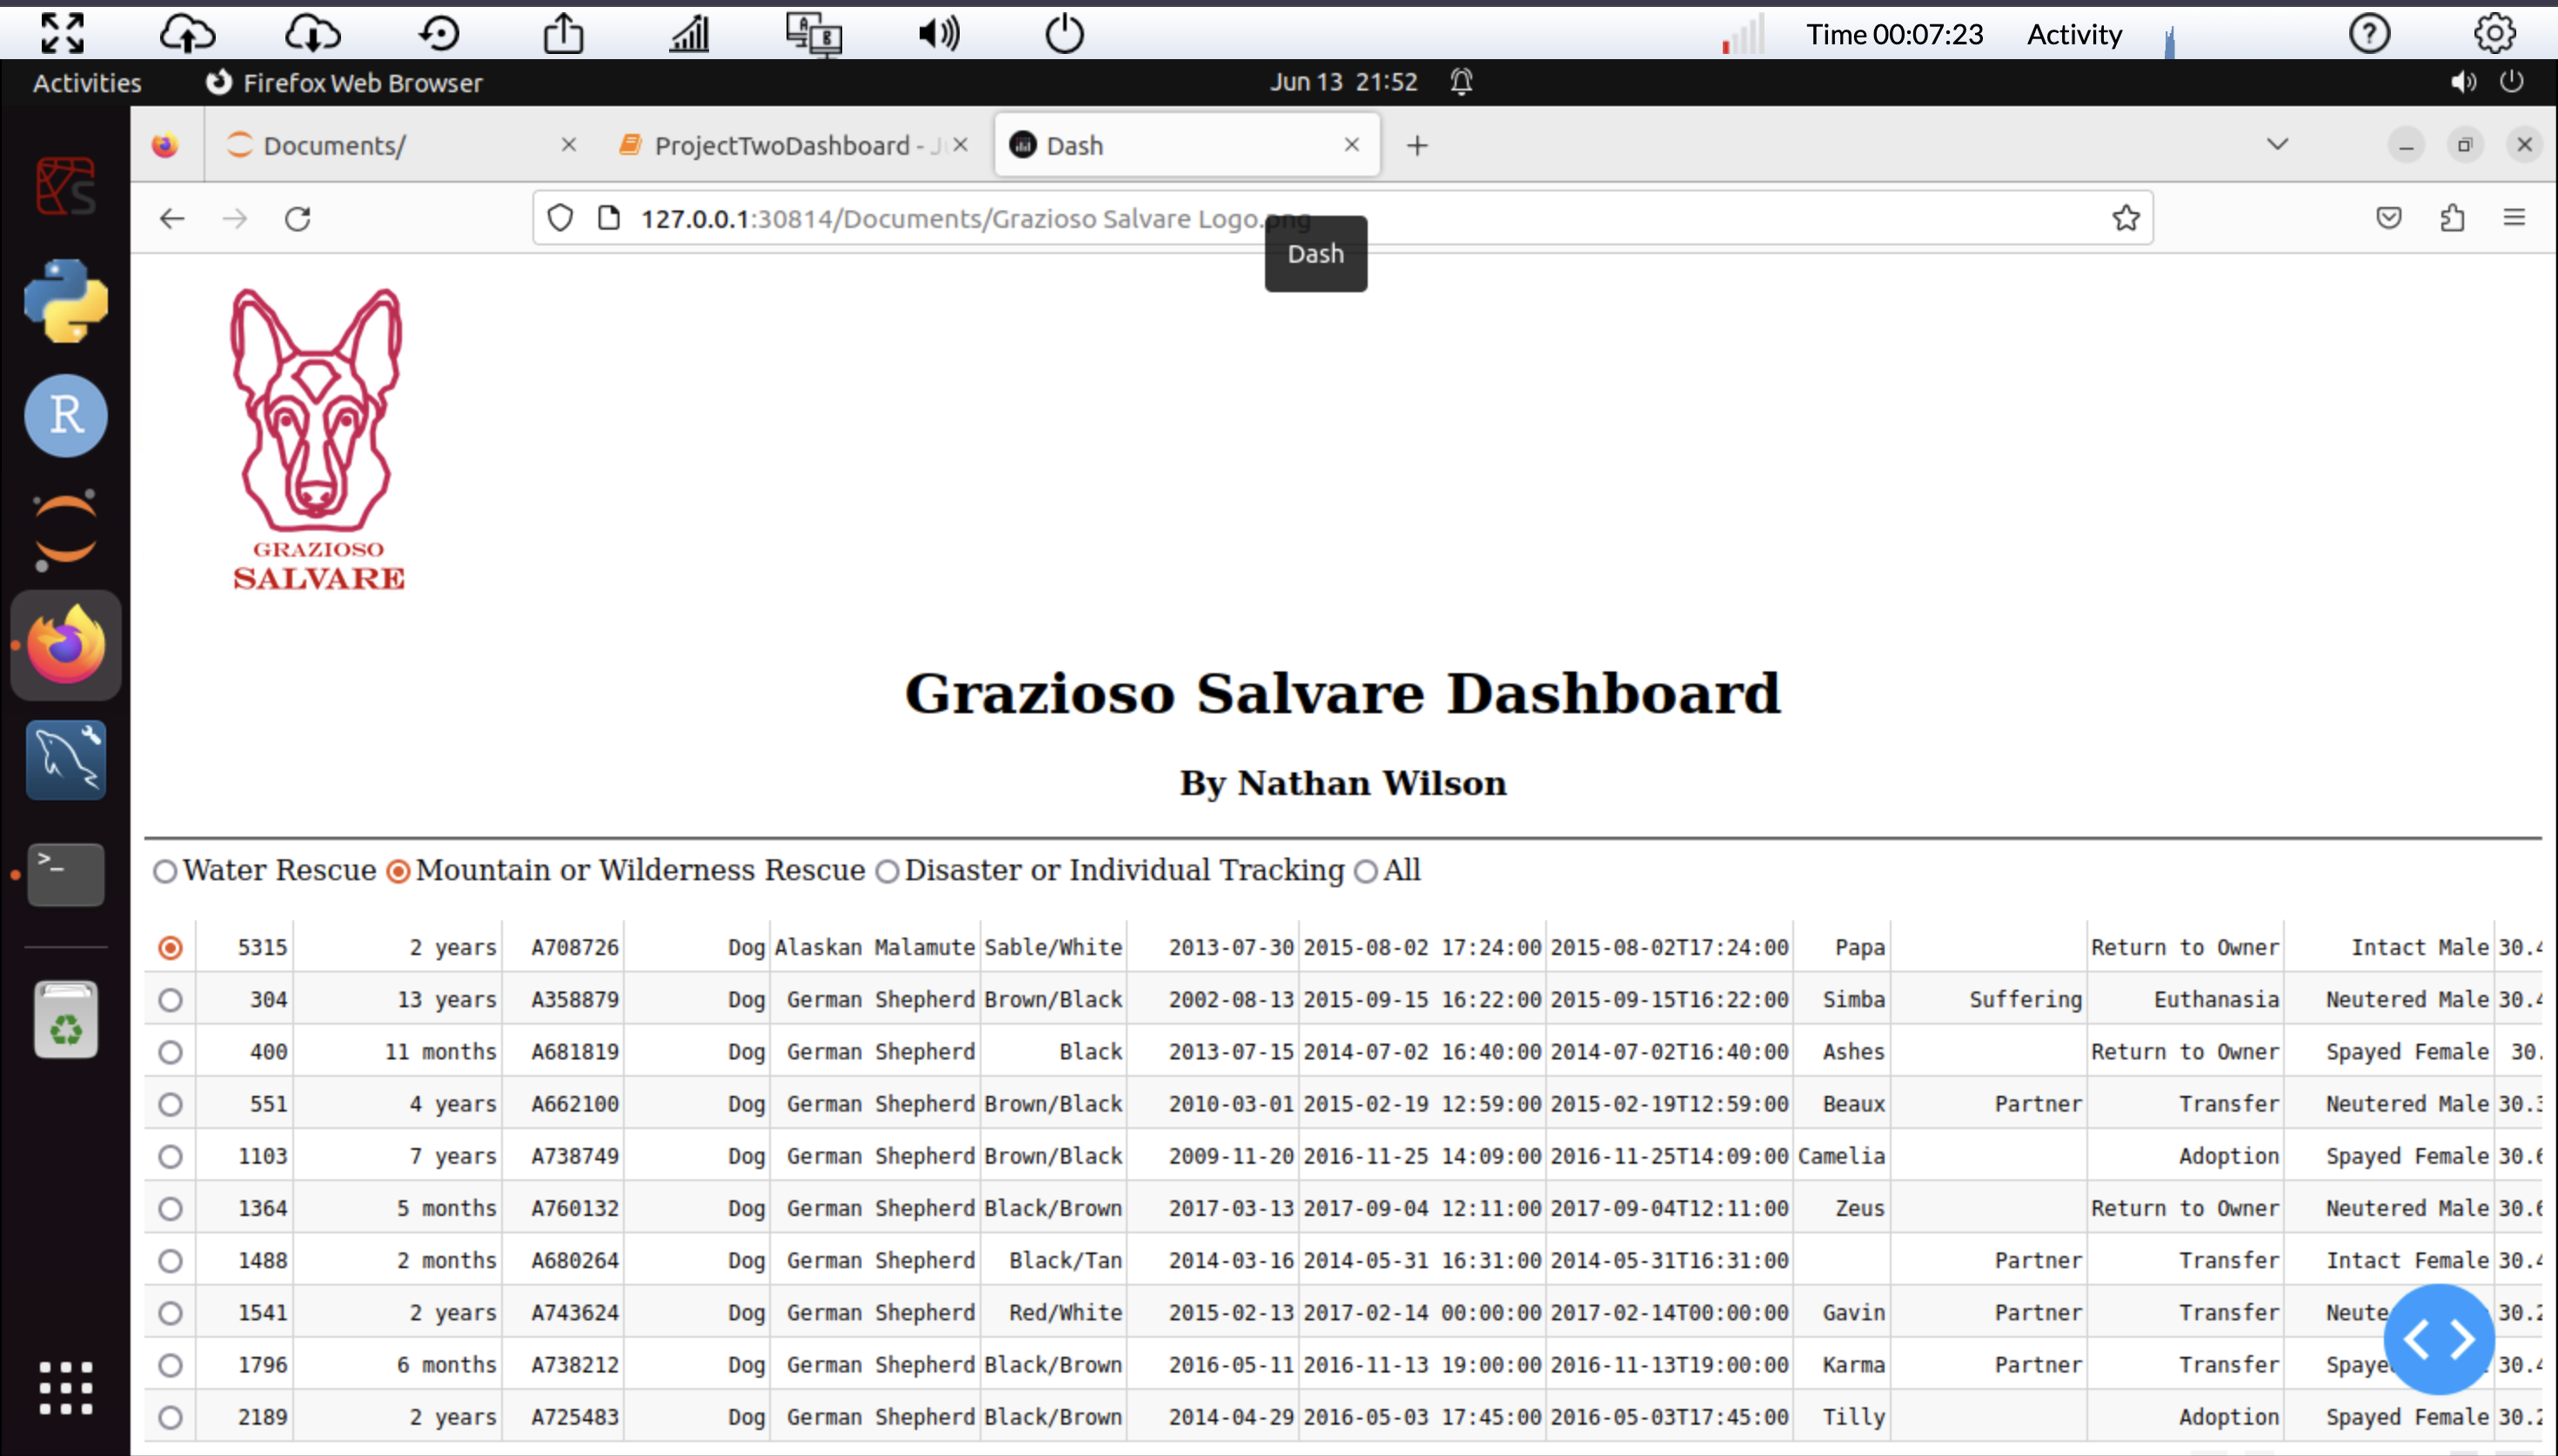 Time 00:07:23 Activity
Activities Firefox Web Browser Jun 13 21:52
Documents/ ProjectTwoDashboard - Ju Dash
127.0.0.1:30814/Documents/Grazioso Salvare Logo.png
Dash
GRAZIOSO
SALVARE
Grazioso Salvare Dashboard
By Nathan Wilson
Water Rescue Mountain or Wilderness Rescue Disaster or Individual Tracking All
5315 2 years A708726 Dog Alaskan Malamute Sable/White 2013-07-30 2015-08-02 17:24:00 2015-08-02T17:24:00 Papa Return to Owner Intact Male 30.4
304 13 years A358879 Dog German Shepherd Brown/Black 2002-08-13 2015-09-15 16:22:00 2015-09-15T16:22:00 Simba Suffering Euthanasia Neutered Male 30.4
400 11 months A681819 Dog German Shepherd Black 2013-07-15 2014-07-02 16:40:00 2014-07-02T16:40:00 Ashes Return to Owner Spayed Female 30.
551 4 years A662100 Dog German Shepherd Brown/Black 2010-03-01 2015-02-19 12:59:00 2015-02-19T12:59:00 Beaux Partner Transfer Neutered Male 30.3
1103 7 years A738749 Dog German Shepherd Brown/Black 2009-11-20 2016-11-25 14:09:00 2016-11-25T14:09:00 Camelia Adoption Spayed Female 30.6
1364 5 months A760132 Dog German Shepherd Black/Brown 2017-03-13 2017-09-04 12:11:00 2017-09-04T12:11:00 Zeus Return to Owner Neutered Male 30.6
1488 2 months A680264 Dog German Shepherd Black/Tan 2014-03-16 2014-05-31 16:31:00 2014-05-31T16:31:00 Partner Transfer Intact Female 30.4
1541 2 years A743624 Dog German Shepherd Red/White 2015-02-13 2017-02-14 00:00:00 2017-02-14T00:00:00 Gavin Partner Transfer Neute 30.2
1796 6 months A738212 Dog German Shepherd Black/Brown 2016-05-11 2016-11-13 19:00:00 2016-11-13T19:00:00 Karma Partner Transfer Spaye 30.4
2189 2 years A725483 Dog German Shepherd Black/Brown 2014-04-29 2016-05-03 17:45:00 2016-05-03T17:45:00 Tilly Adoption Spayed Female 30.2